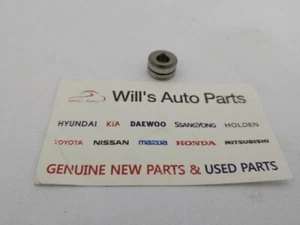 Will's Auto Parts
HYUNDAI KIA DAEWOO SSANGYONG HOLDEN
TOYOTA NISSAN mazda HONDA MITSUBISHI
GENUINE NEW PARTS & USED PARTS